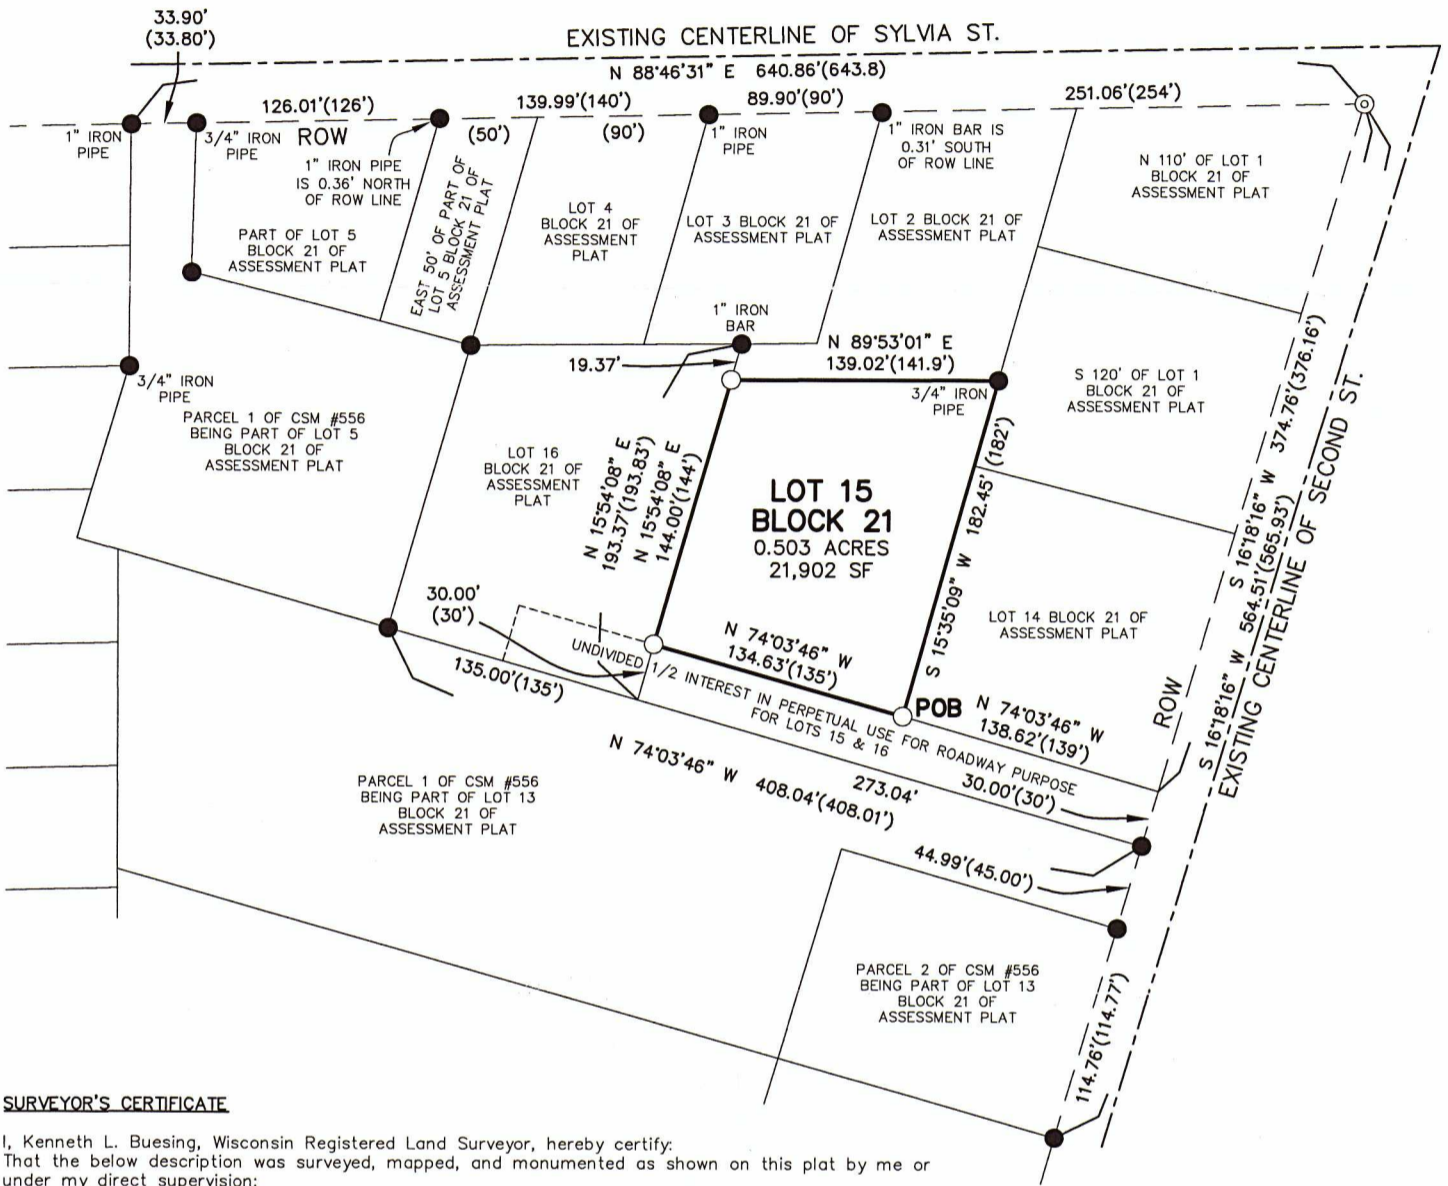 33.90'
(33.80')
EXISTING CENTERLINE OF SYLVIA ST.
N 88°46'31" E 640.86'(643.8)
126.01'(126')
139.99'(140')
89.90'(90')
251.06'(254')
1" IRON
PIPE
3/4" IRON
PIPE
ROW
(50')
(90')
1" IRON
PIPE
1" IRON BAR IS
0.31' SOUTH
OF ROW LINE
1" IRON PIPE
IS 0.36' NORTH
OF ROW LINE
N 110' OF LOT 1
BLOCK 21 OF
ASSESSMENT PLAT
PART OF LOT 5
BLOCK 21 OF
ASSESSMENT PLAT
EAST 50' OF PART OF
LOT 5 BLOCK 21 OF
ASSESSMENT PLAT
LOT 4
BLOCK 21 OF
ASSESSMENT
PLAT
LOT 3 BLOCK 21 OF
ASSESSMENT PLAT
LOT 2 BLOCK 21 OF
ASSESSMENT PLAT
1" IRON
BAR
19.37'
N 89°53'01" E
139.02'(141.9')
3/4" IRON
PIPE
S 120' OF LOT 1
BLOCK 21 OF
ASSESSMENT PLAT
S 16°18'16" W 374.76'(376.16')
S 16°18'16" W 564.51'(565.93')
EXISTING CENTERLINE OF SECOND ST.
3/4" IRON
PIPE
PARCEL 1 OF CSM #556
BEING PART OF LOT 5
BLOCK 21 OF
ASSESSMENT PLAT
LOT 16
BLOCK 21 OF
ASSESSMENT
PLAT
N 15°54'08" E
193.37'(193.83')
N 15°54'08" E
144.00'(144')
LOT 15
BLOCK 21
0.503 ACRES
21,902 SF
S 15°35'09" W 182.45' (182')
LOT 14 BLOCK 21 OF
ASSESSMENT PLAT
30.00'
(30')
135.00'(135')
N 74°03'46" W
134.63'(135')
UNDIVIDED 1/2 INTEREST IN PERPETUAL USE FOR ROADWAY PURPOSE
FOR LOTS 15 & 16
POB
N 74°03'46" W
138.62'(139')
ROW
N 74°03'46" W 408.04'(408.01')
273.04'
30.00'(30')
PARCEL 1 OF CSM #556
BEING PART OF LOT 13
BLOCK 21 OF
ASSESSMENT PLAT
44.99'(45.00')
PARCEL 2 OF CSM #556
BEING PART OF LOT 13
BLOCK 21 OF
ASSESSMENT PLAT
114.76'(114.77')
SURVEYOR'S CERTIFICATE
I, Kenneth L. Buesing, Wisconsin Registered Land Surveyor, hereby certify:
That the below description was surveyed, mapped, and monumented as shown on this plat by me or
under my direct supervision: